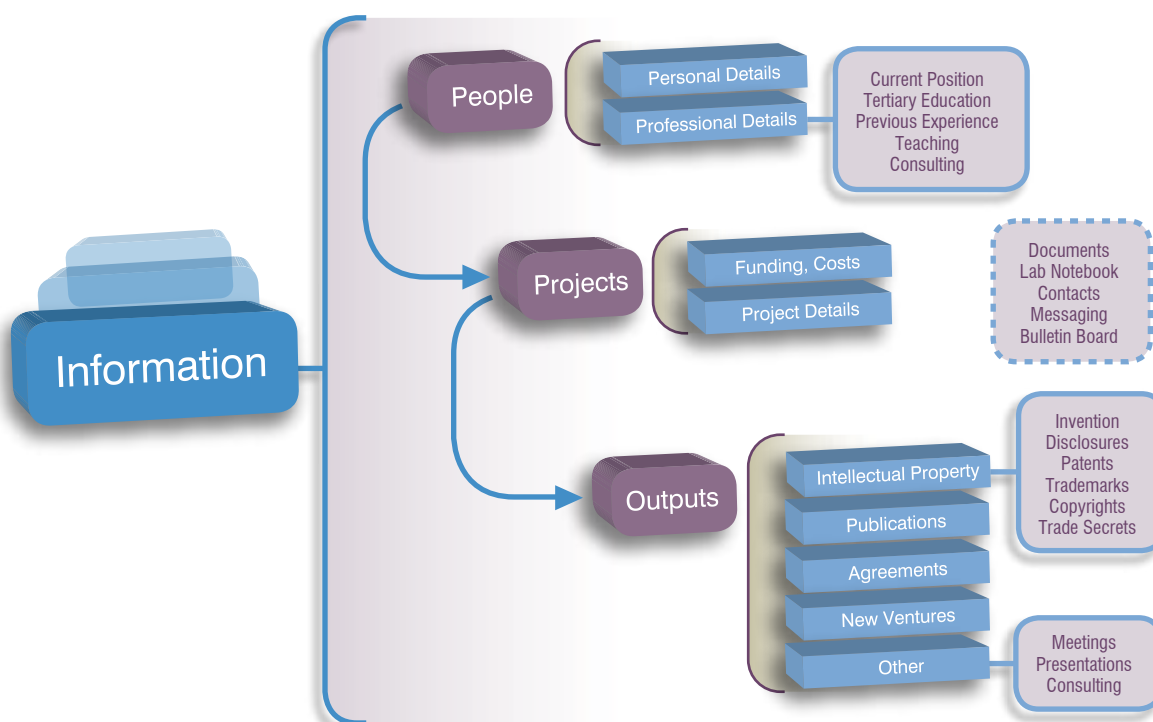 Information
People
Personal Details
Professional Details
Current Position
Tertiary Education
Previous Experience
Teaching
Consulting
Projects
Funding, Costs
Project Details
Documents
Lab Notebook
Contacts
Messaging
Bulletin Board
Outputs
Intellectual Property
Publications
Agreements
New Ventures
Other
Invention
Disclosures
Patents
Trademarks
Copyrights
Trade Secrets
Meetings
Presentations
Consulting